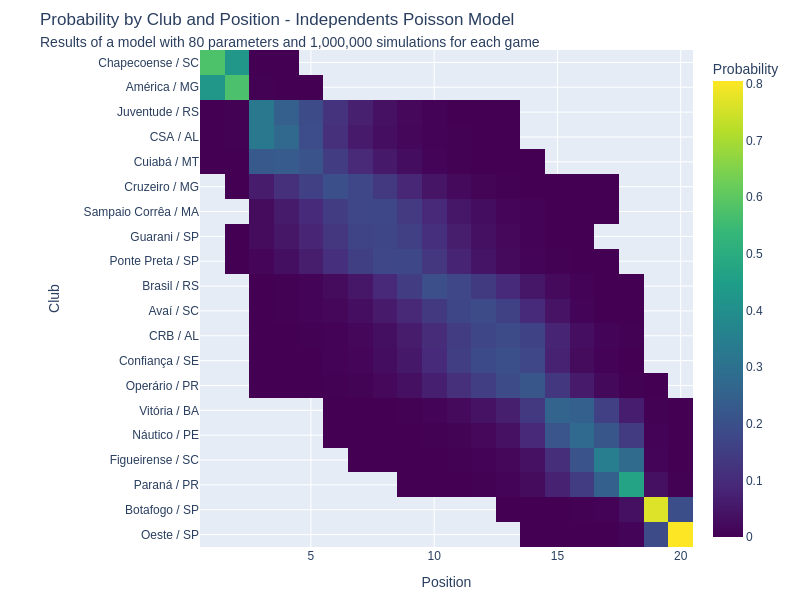 Probability by Club and Position - Independents Poisson Model
Results of a model with 80 parameters and 1,000,000 simulations for each game
Probability
Club
Chapecoense / SC
América / MG
Juventude / RS
CSA / AL
Cuiabá / MT
Cruzeiro / MG
Sampaio Corrêa / MA
Guarani / SP
Ponte Preta / SP
Brasil / RS
Avaí / SC
CRB / AL
Confiança / SE
Operário / PR
Vitória / BA
Náutico / PE
Figueirense / SC
Paraná / PR
Botafogo / SP
Oeste / SP
0.8
0.7
0.6
0.5
0.4
0.3
0.2
0.1
0
5 10 15 20
Position